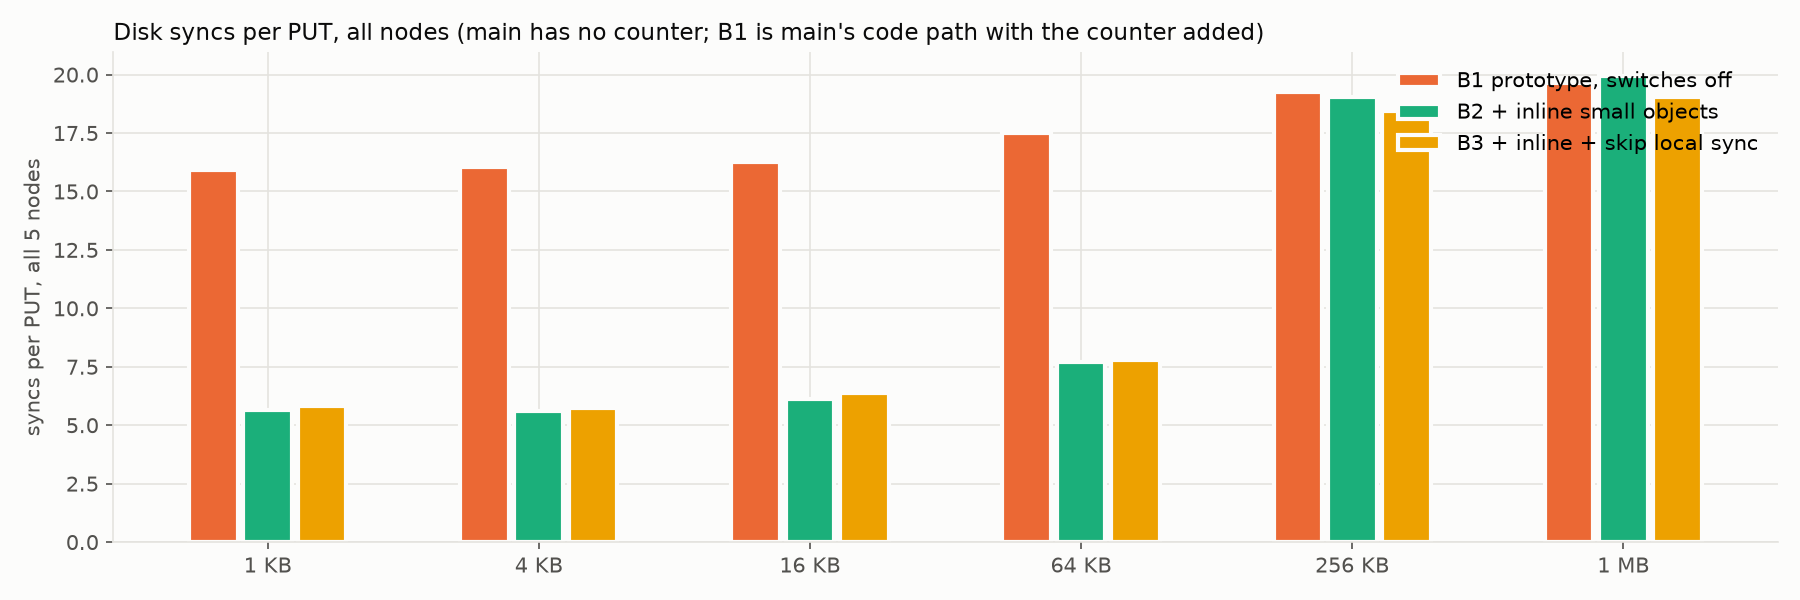 Disk syncs per PUT, all nodes (main has no counter; B1 is main's code path with the counter added)
syncs per PUT, all 5 nodes
20.0
17.5
15.0
12.5
10.0
7.5
5.0
2.5
0.0
B1 prototype, switches off
B2 + inline small objects
B3 + inline + skip local sync
1 KB
4 KB
16 KB
64 KB
256 KB
1 MB